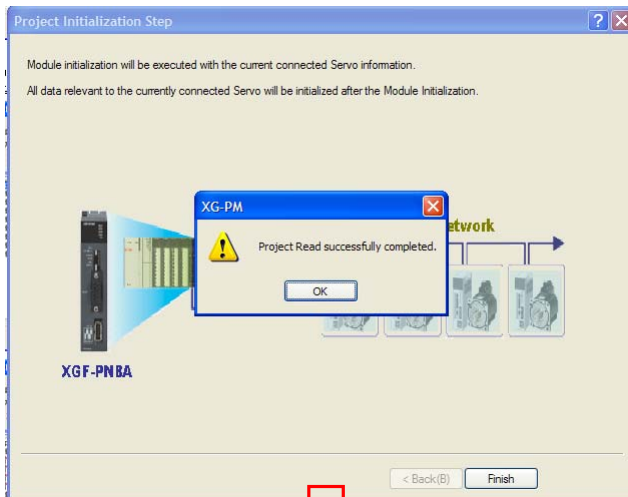 Project Initialization Step
Module initialization will be executed with the current connected Servo information.
All data relevant to the currently connected Servo will be initialized after the Module Initialization.
XG-PM
Project Read successfully completed.
OK
etwork
XGF-PN8A
< Back(B)
Finish